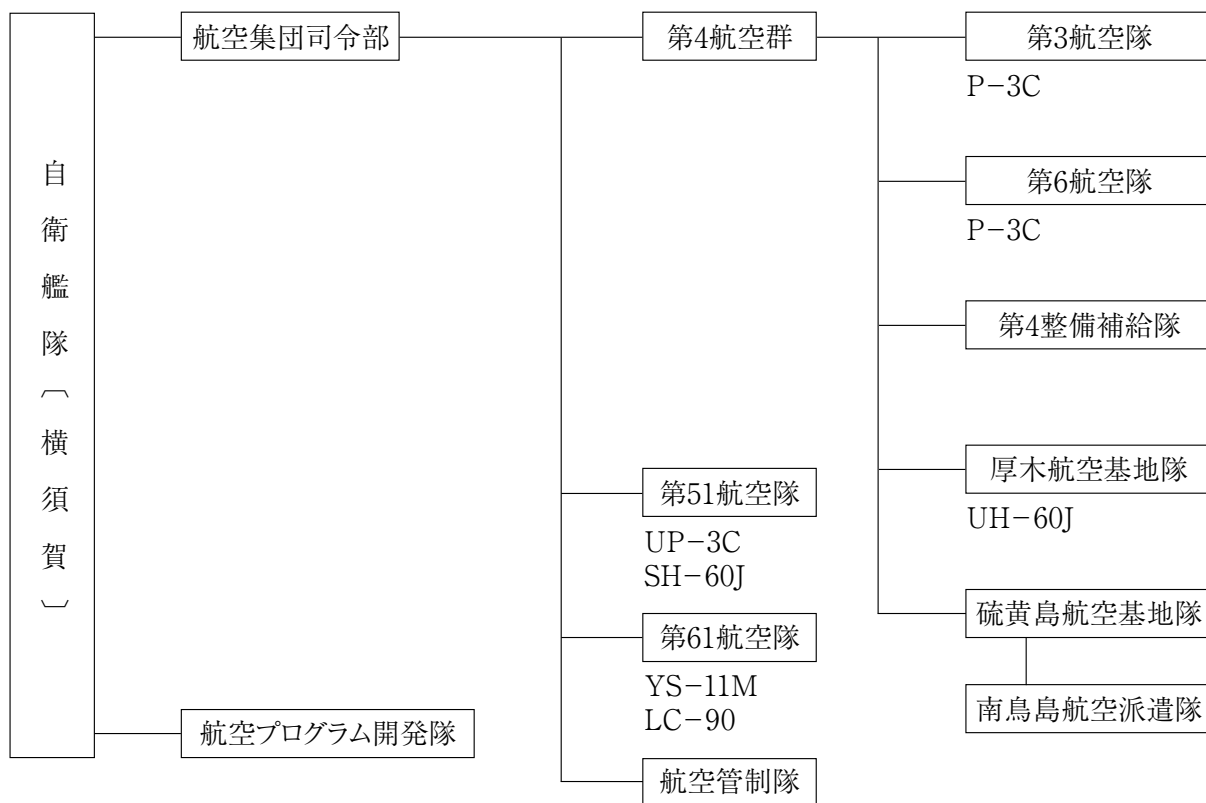 自衛艦隊〔横須賀〕
航空集団司令部
航空プログラム開発隊
第4航空群
第51航空隊
UP-3C
SH-60J
第61航空隊
YS-11M
LC-90
航空管制隊
第3航空隊
P-3C
第6航空隊
P-3C
第4整備補給隊
厚木航空基地隊
UH-60J
硫黄島航空基地隊
南鳥島航空派遣隊